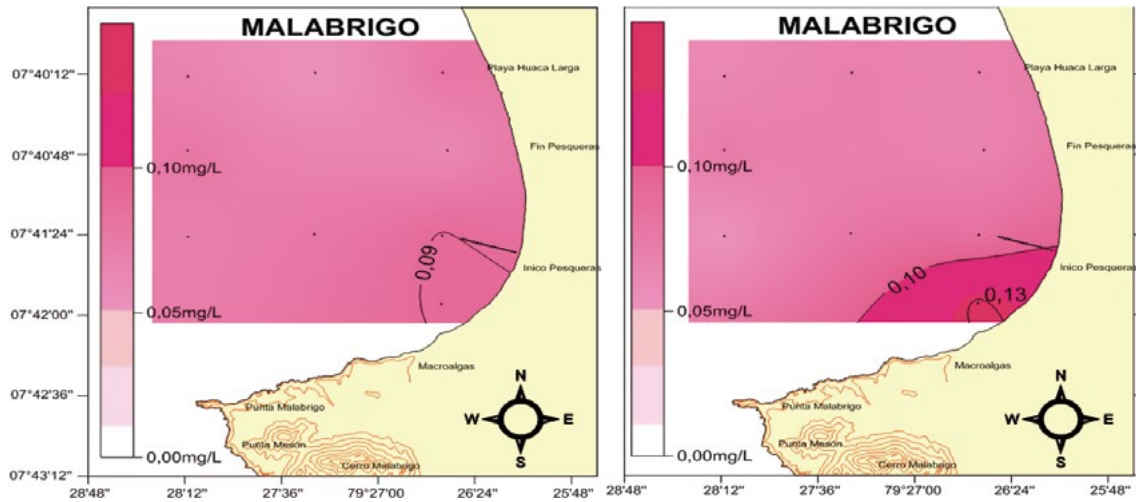 MALABRIGO
07°40'12"
07°40'48"
07°41'24"
07°42'00"
07°42'36"
07°43'12"
0,10mg/L
0,05mg/L
0,00mg/L
Playa Huaca Larga
Fin Pesqueras
Inico Pesqueras
0,09
Macroalgas
Punta Malabrigo
Punta Mesón
Cerro Malabrigo
N
W E
S
28'48" 28'12" 27'36" 79°27'00 26'24" 25'48"
MALABRIGO
0,10mg/L
0,05mg/L
0,00mg/L
Playa Huaca Larga
Fin Pesqueras
Inico Pesqueras
0,10
0,13
Macroalgas
Punta Malabrigo
Punta Mesón
Cerro Malabrigo
N
W E
S
28'48" 28'12" 27'36" 79°27'00 26'24" 25'48"